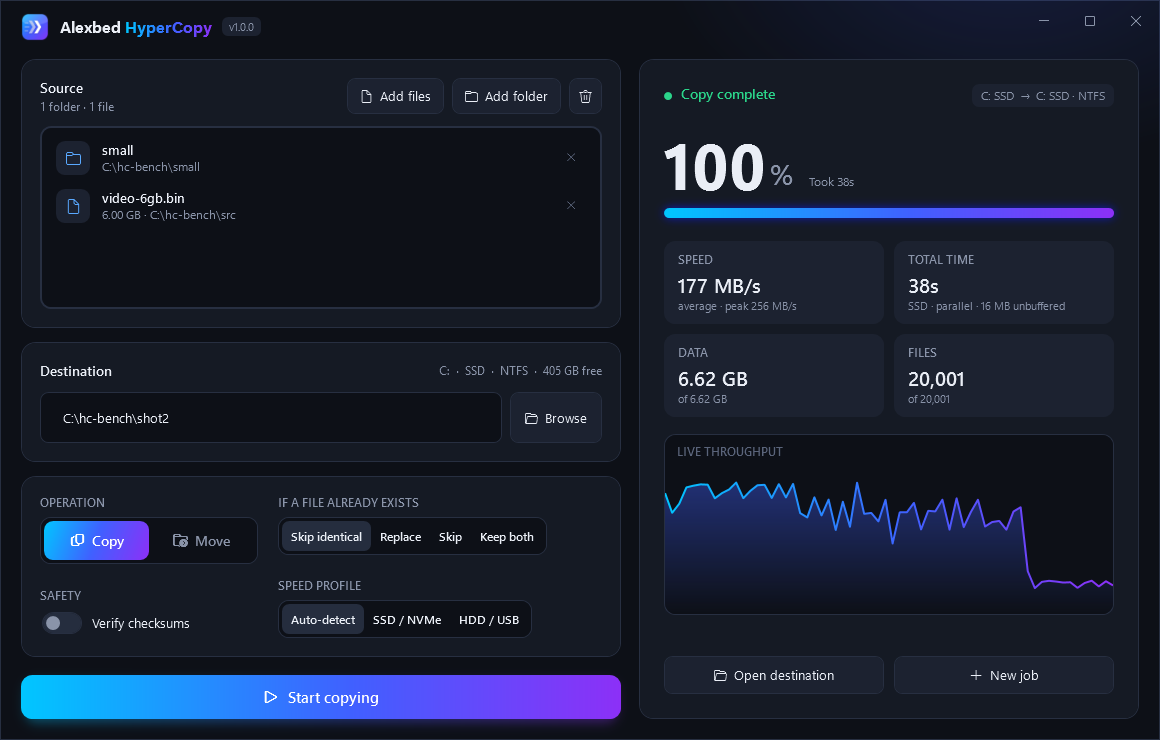 Alexbed HyperCopy v1.0.0
Source
1 folder · 1 file
Add files
Add folder
small
C:\hc-bench\small
video-6gb.bin
6.00 GB · C:\hc-bench\src
Destination
C: · SSD · NTFS · 405 GB free
C:\hc-bench\shot2
Browse
OPERATION
Copy
Move
IF A FILE ALREADY EXISTS
Skip identical
Replace
Skip
Keep both
SAFETY
Verify checksums
SPEED PROFILE
Auto-detect
SSD / NVMe
HDD / USB
Start copying
Copy complete
C: SSD → C: SSD · NTFS
100 %
Took 38s
SPEED
177 MB/s
average · peak 256 MB/s
TOTAL TIME
38s
SSD · parallel · 16 MB unbuffered
DATA
6.62 GB
of 6.62 GB
FILES
20,001
of 20,001
LIVE THROUGHPUT
Open destination
New job